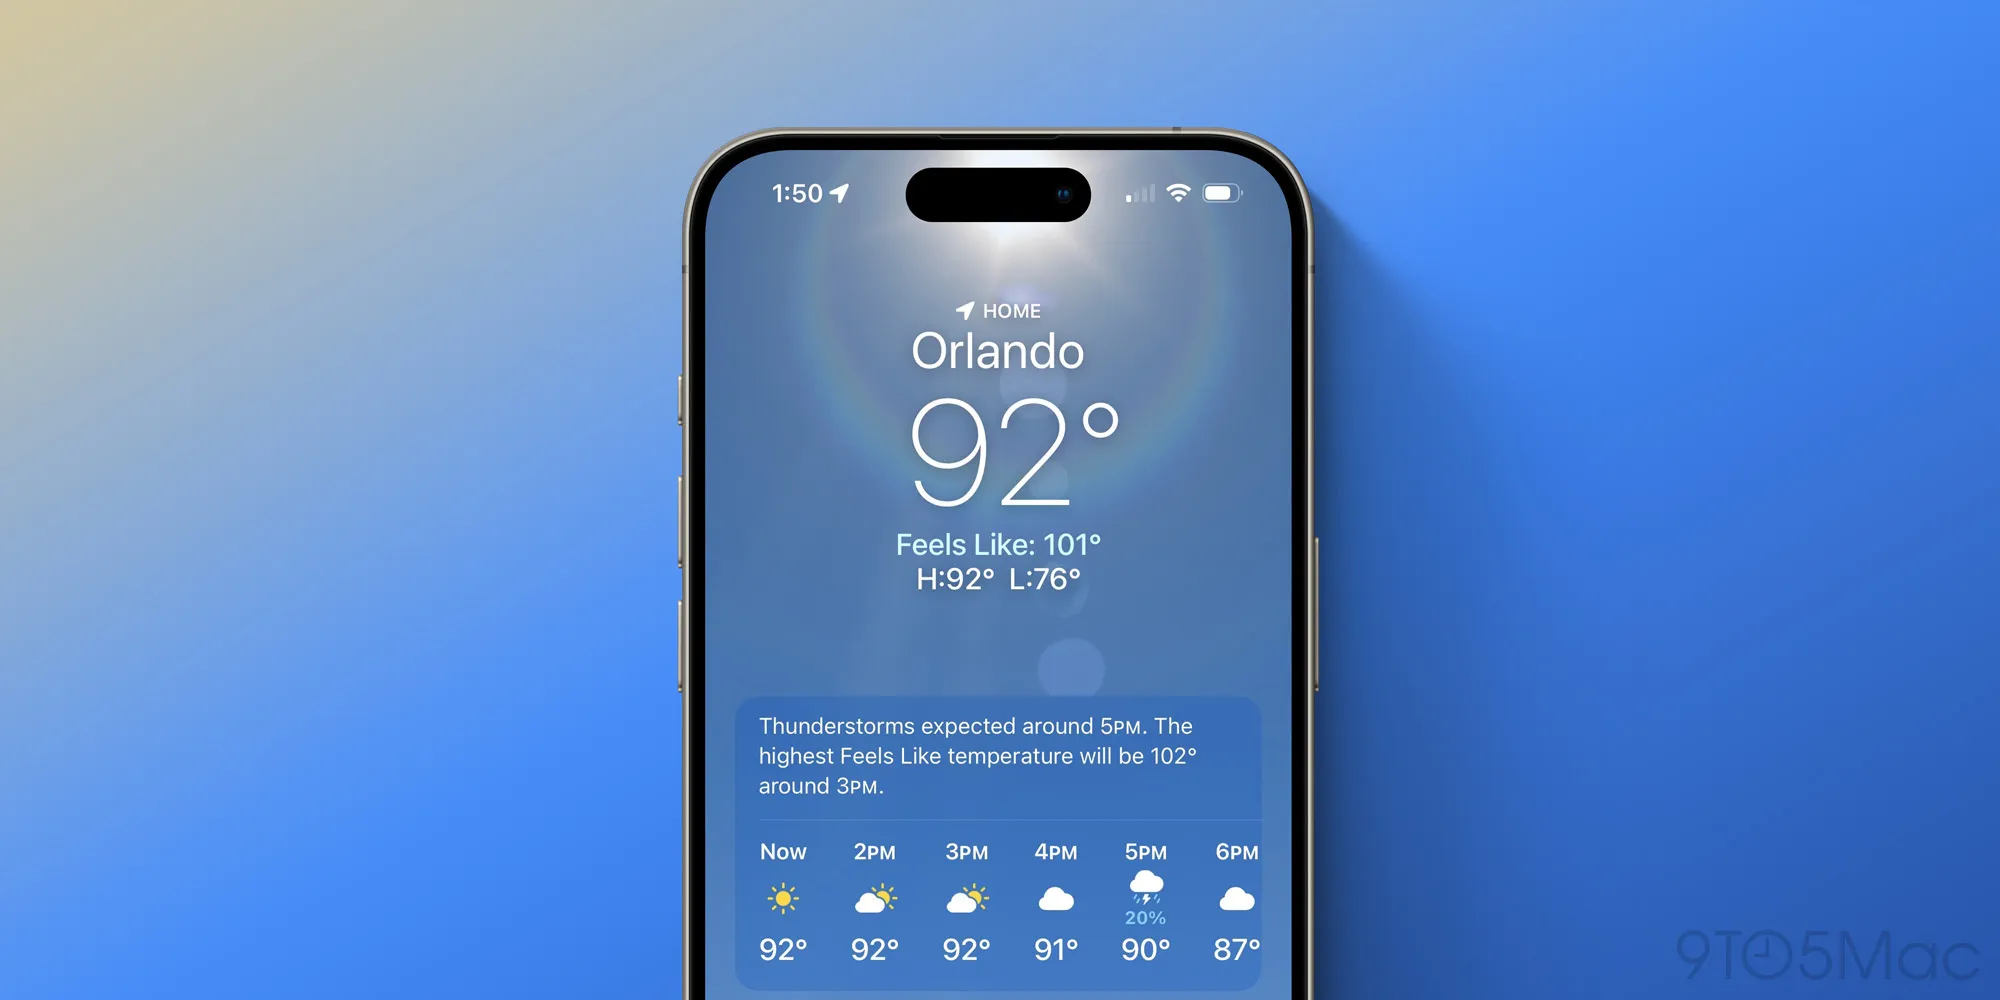 1:50
HOME
Orlando
92°
Feels Like: 101°
H:92° L:76°
Thunderstorms expected around 5PM. The
highest Feels Like temperature will be 102°
around 3PM.
Now 2PM 3PM 4PM 5PM 6PM
20%
92° 92° 92° 91° 90° 87°
9TO5Mac